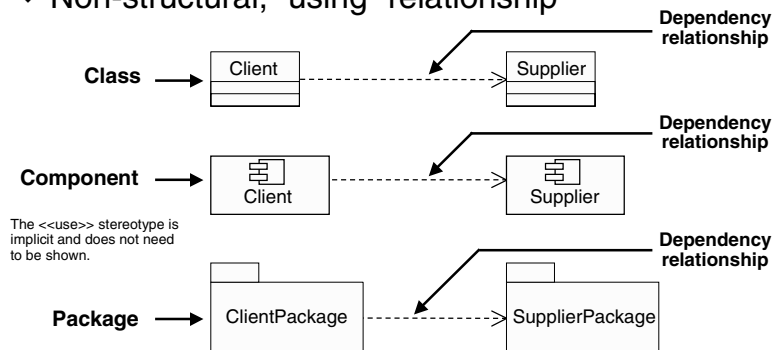 Non-structural, "using" relationship
Dependency
relationship
Class
Client
Supplier
Dependency
relationship
Component
Client
Supplier
The <<use>> stereotype is
implicit and does not need
to be shown.
Dependency
relationship
Package
ClientPackage
SupplierPackage